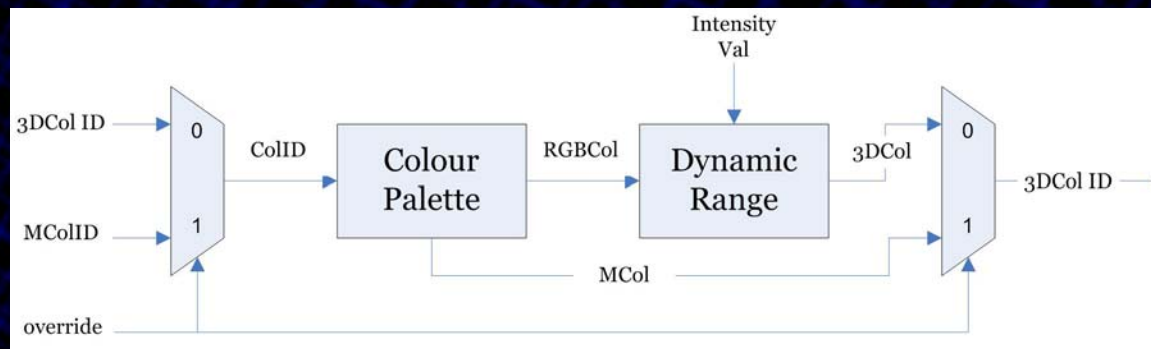 Intensity
Val
3DCol ID
0
ColID
Colour
Palette
RGBCol
Dynamic
Range
3DCol
0
3DCol ID
MColID
1
MCol
1
override